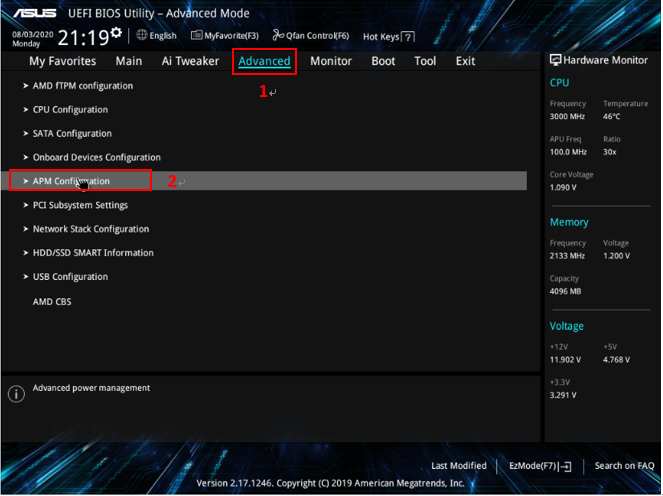 ASUS UEFI BIOS Utility – Advanced Mode
08/03/2020
Monday
21:19
English
MyFavorite(F3)
Qfan Control(F6)
Hot Keys ?
My Favorites
Main
Ai Tweaker
Advanced
Monitor
Boot
Tool
Exit
1
> AMD fTPM configuration
> CPU Configuration
> SATA Configuration
> Onboard Devices Configuration
> APM Configuration
2
> PCI Subsystem Settings
> Network Stack Configuration
> HDD/SSD SMART Information
> USB Configuration
AMD CBS
i
Advanced power management
Hardware Monitor
CPU
Frequency Temperature
3000 MHz 46°C
APU Freq Ratio
100.0 MHz 30x
Core Voltage
1.090 V
Memory
Frequency Voltage
2133 MHz 1.200 V
Capacity
4096 MB
Voltage
+12V +5V
11.902 V 4.768 V
+3.3V
3.291 V
Last Modified
EzMode(F7)
Search on FAQ
Version 2.17.1246. Copyright (C) 2019 American Megatrends, Inc.